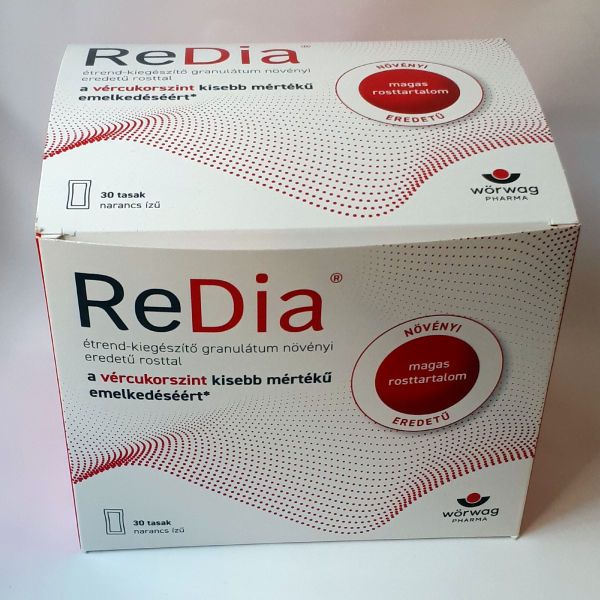 ReDia®
étrend-kiegészítő granulátum növényi
eredetű rosttal
a vércukorszint kisebb mértékű
emelkedéséért*
NÖVÉNYI
magas
rosttartalom
EREDETŰ
30 tasak
narancs ízű
wörwag
PHARMA
ReDia®
étrend-kiegészítő granulátum növényi
eredetű rosttal
a vércukorszint kisebb mértékű
emelkedéséért*
NÖVÉNYI
magas
rosttartalom
EREDETŰ
30 tasak
narancs ízű
wörwag
PHARMA